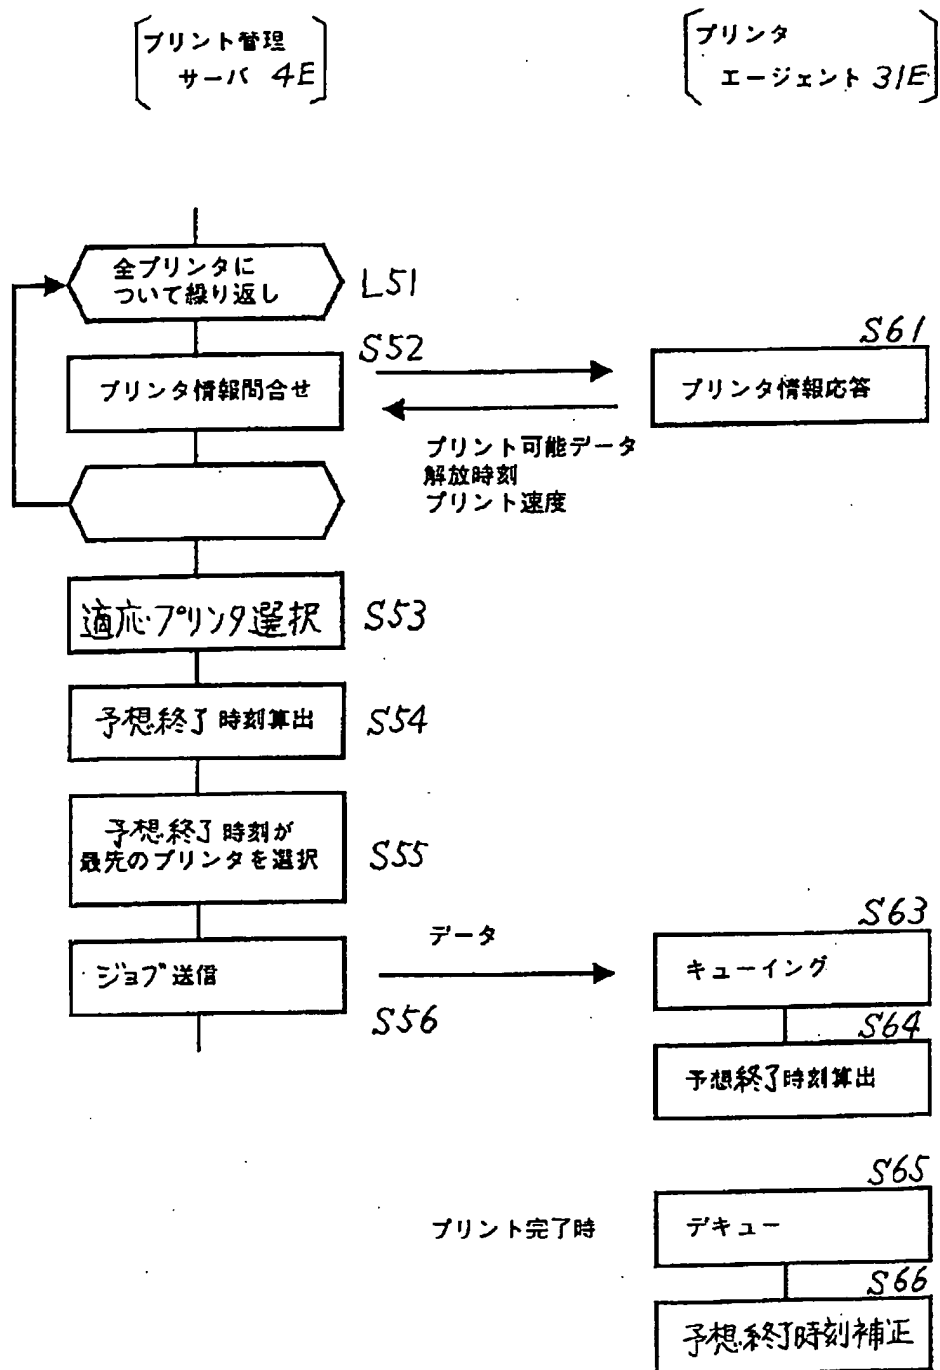 プリント管理
サーバ 4E
プリンタ
エージェント 31E
全プリンタに
ついて繰り返し
L51
S52
プリンタ情報問合せ
S61
プリンタ情報応答
プリント可能データ
解放時刻
プリント速度
適応プリンタ選択
S53
予想終了時刻算出
S54
予想終了時刻が
最先のプリンタを選択
S55
データ
ジョブ送信
S56
S63
キューイング
S64
予想終了時刻算出
S65
プリント完了時
デキュー
S66
予想終了時刻補正